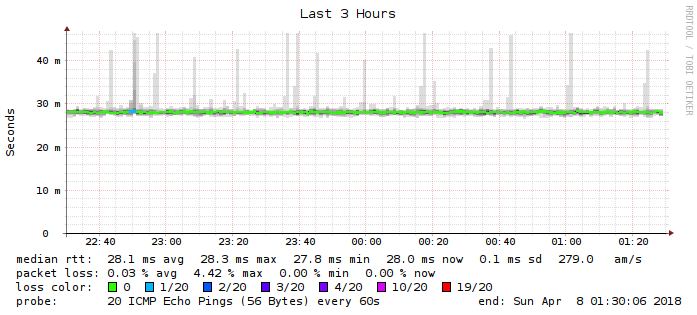 Last 3 Hours
RRDTOOL / TOBI OETIKER
Seconds
40 m
30 m
20 m
10 m
0
22:40 23:00 23:20 23:40 00:00 00:20 00:40 01:00 01:20
median rtt: 28.1 ms avg 28.3 ms max 27.8 ms min 28.0 ms now 0.1 ms sd 279.0 am/s
packet loss: 0.03 % avg 4.42 % max 0.00 % min 0.00 % now
loss color: 0 1/20 2/20 3/20 4/20 10/20 19/20
probe: 20 ICMP Echo Pings (56 Bytes) every 60s end: Sun Apr 8 01:30:06 2018